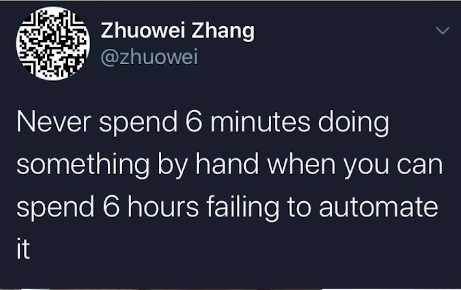 Zhuowei Zhang
@zhuowei
Never spend 6 minutes doing
something by hand when you can
spend 6 hours failing to automate
it